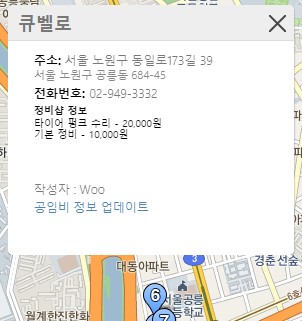 큐벨로
주소: 서울 노원구 동일로173길 39
서울 노원구 공릉동 684-45
전화번호: 02-949-3332
정비샵 정보
타이어 펑크 수리 - 20,000원
기본 정비 - 10,000원
작성자 : Woo
공임비 정보 업데이트
3
경춘선숲
대동아파트
6
서울공릉
등학교
6호
7
월계한진한화